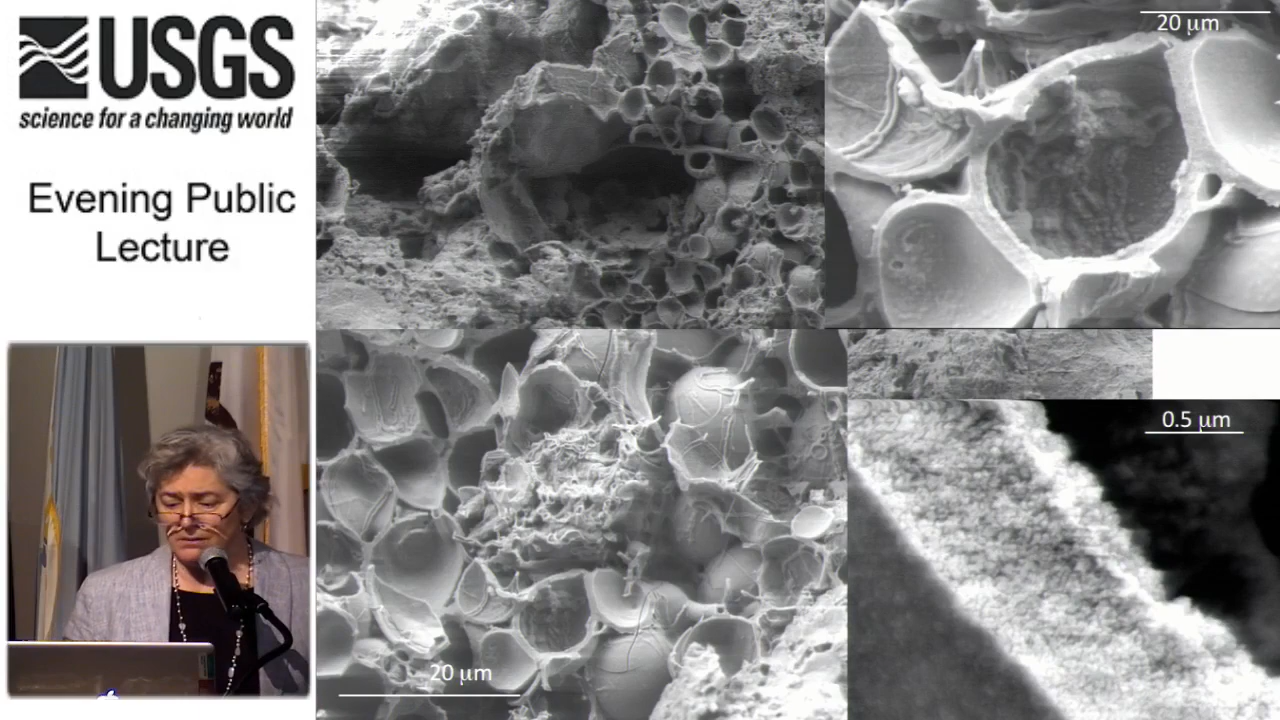 USGS
science for a changing world
Evening Public
Lecture
20 μm
0.5 μm
20 μm